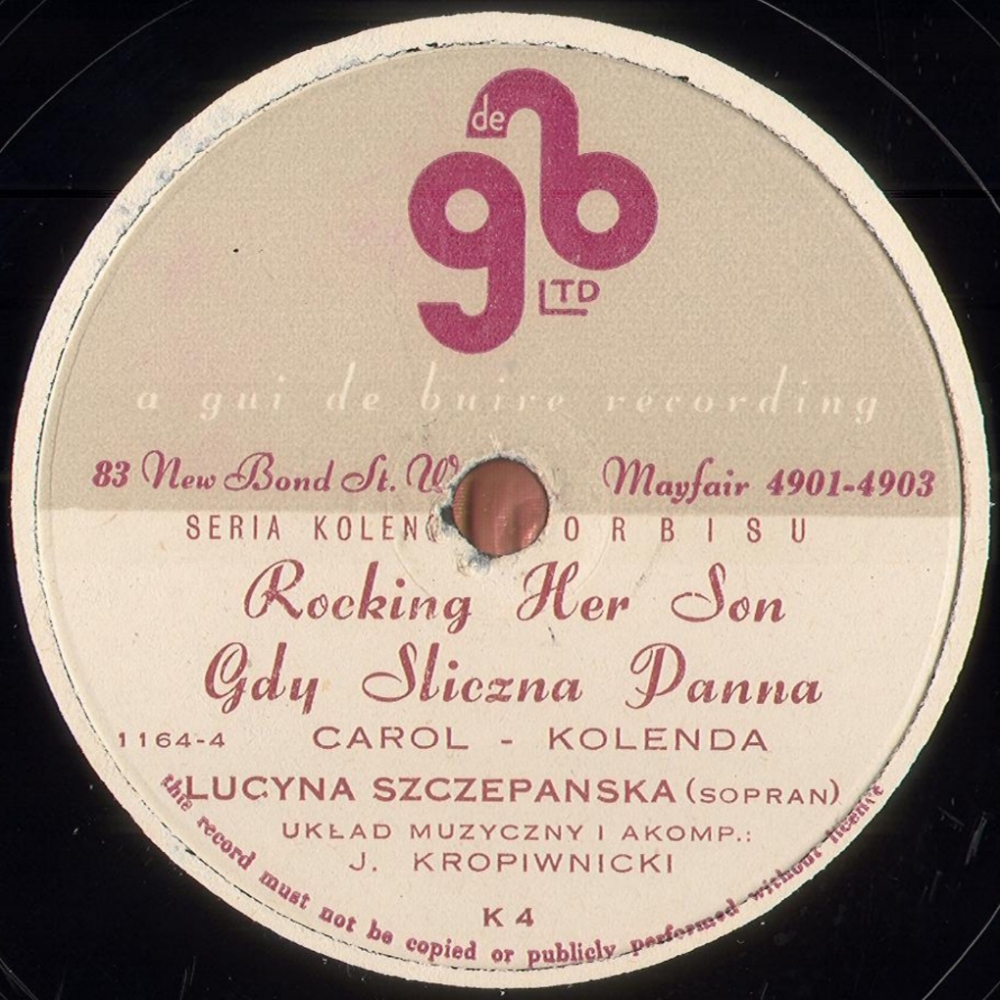 de
gb
LTD
a gui de buire recording
83 New Bond St. W
Mayfair 4901-4903
SERIA ORBISU
Rocking Her Son
Gdy Sliczna Panna
CAROL - KOLENDA
1164-4
LUCYNA SZCZEPANSKA (SOPRAN)
UKŁAD MUZYCZNY I AKOMP.:
J. KROPIWNICKI
K 4
this record must not be copied or publicly performed without licence